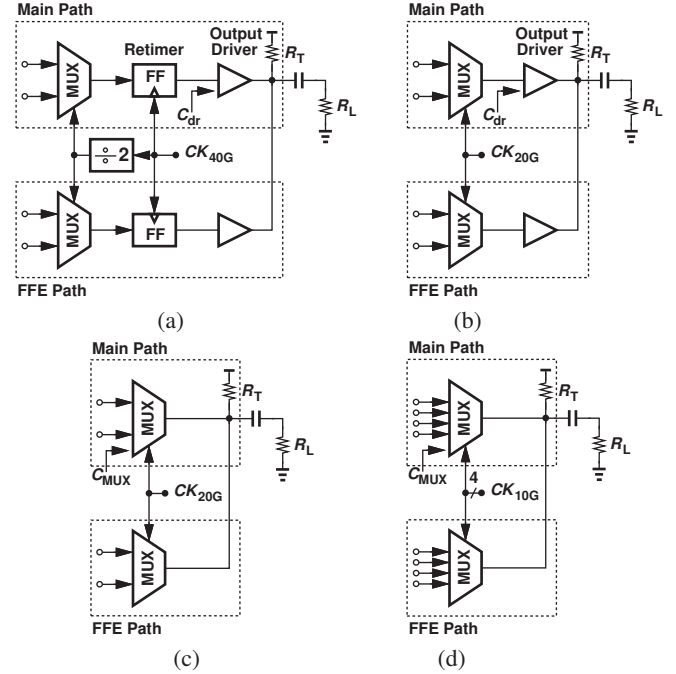 Main Path
Retimer
Output
Driver
R_T
MUX
FF
C_dr
R_L
÷ 2
CK_40G
MUX
FF
FFE Path
(a)
Main Path
Output
Driver
R_T
MUX
C_dr
R_L
CK_20G
MUX
FFE Path
(b)
Main Path
R_T
MUX
R_L
C_MUX
CK_20G
MUX
FFE Path
(c)
Main Path
R_T
MUX
R_L
C_MUX
4
CK_10G
MUX
FFE Path
(d)